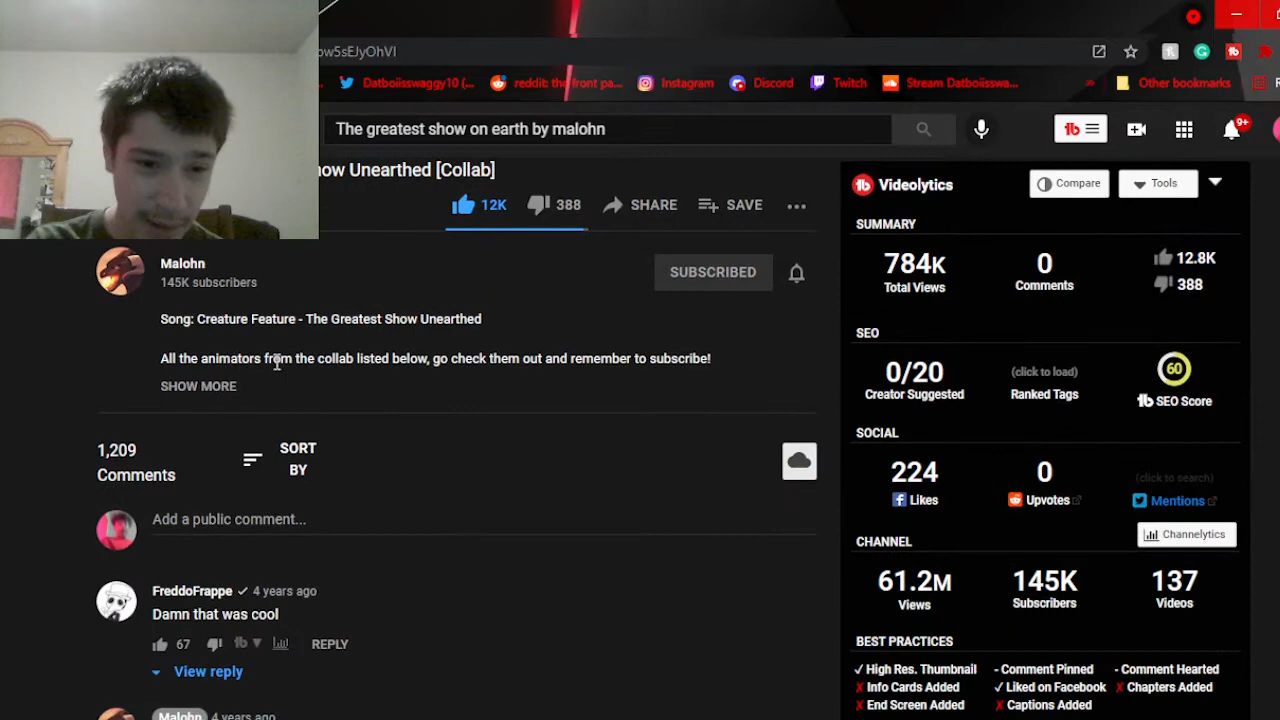 ow5sEJyOhVI
Datboiisswaggy10 (... reddit: the front pa... Instagram Discord Twitch Stream Datboiisswa... » Other bookmarks
The greatest show on earth by malohn
9+
how Unearthed [Collab]
12K 388 SHARE SAVE
Malohn
145K subscribers
SUBSCRIBED
Song: Creature Feature - The Greatest Show Unearthed
All the animators from the collab listed below, go check them out and remember to subscribe!
SHOW MORE
1,209
Comments
SORT
BY
Add a public comment...
FreddoFrappe 4 years ago
Damn that was cool
67 REPLY
View reply
Malohn 4 years ago
Videolytics Compare Tools
SUMMARY
784K 0 12.8K
Total Views Comments 388
SEO
0/20 (click to load) 60
Creator Suggested Ranked Tags SEO Score
SOCIAL
224 0 (click to search)
Likes Upvotes Mentions
CHANNEL Channelytics
61.2M 145K 137
Views Subscribers Videos
BEST PRACTICES
✓ High Res. Thumbnail - Comment Pinned - Comment Hearted
✗ Info Cards Added ✓ Liked on Facebook ✗ Chapters Added
✗ End Screen Added ✗ Captions Added